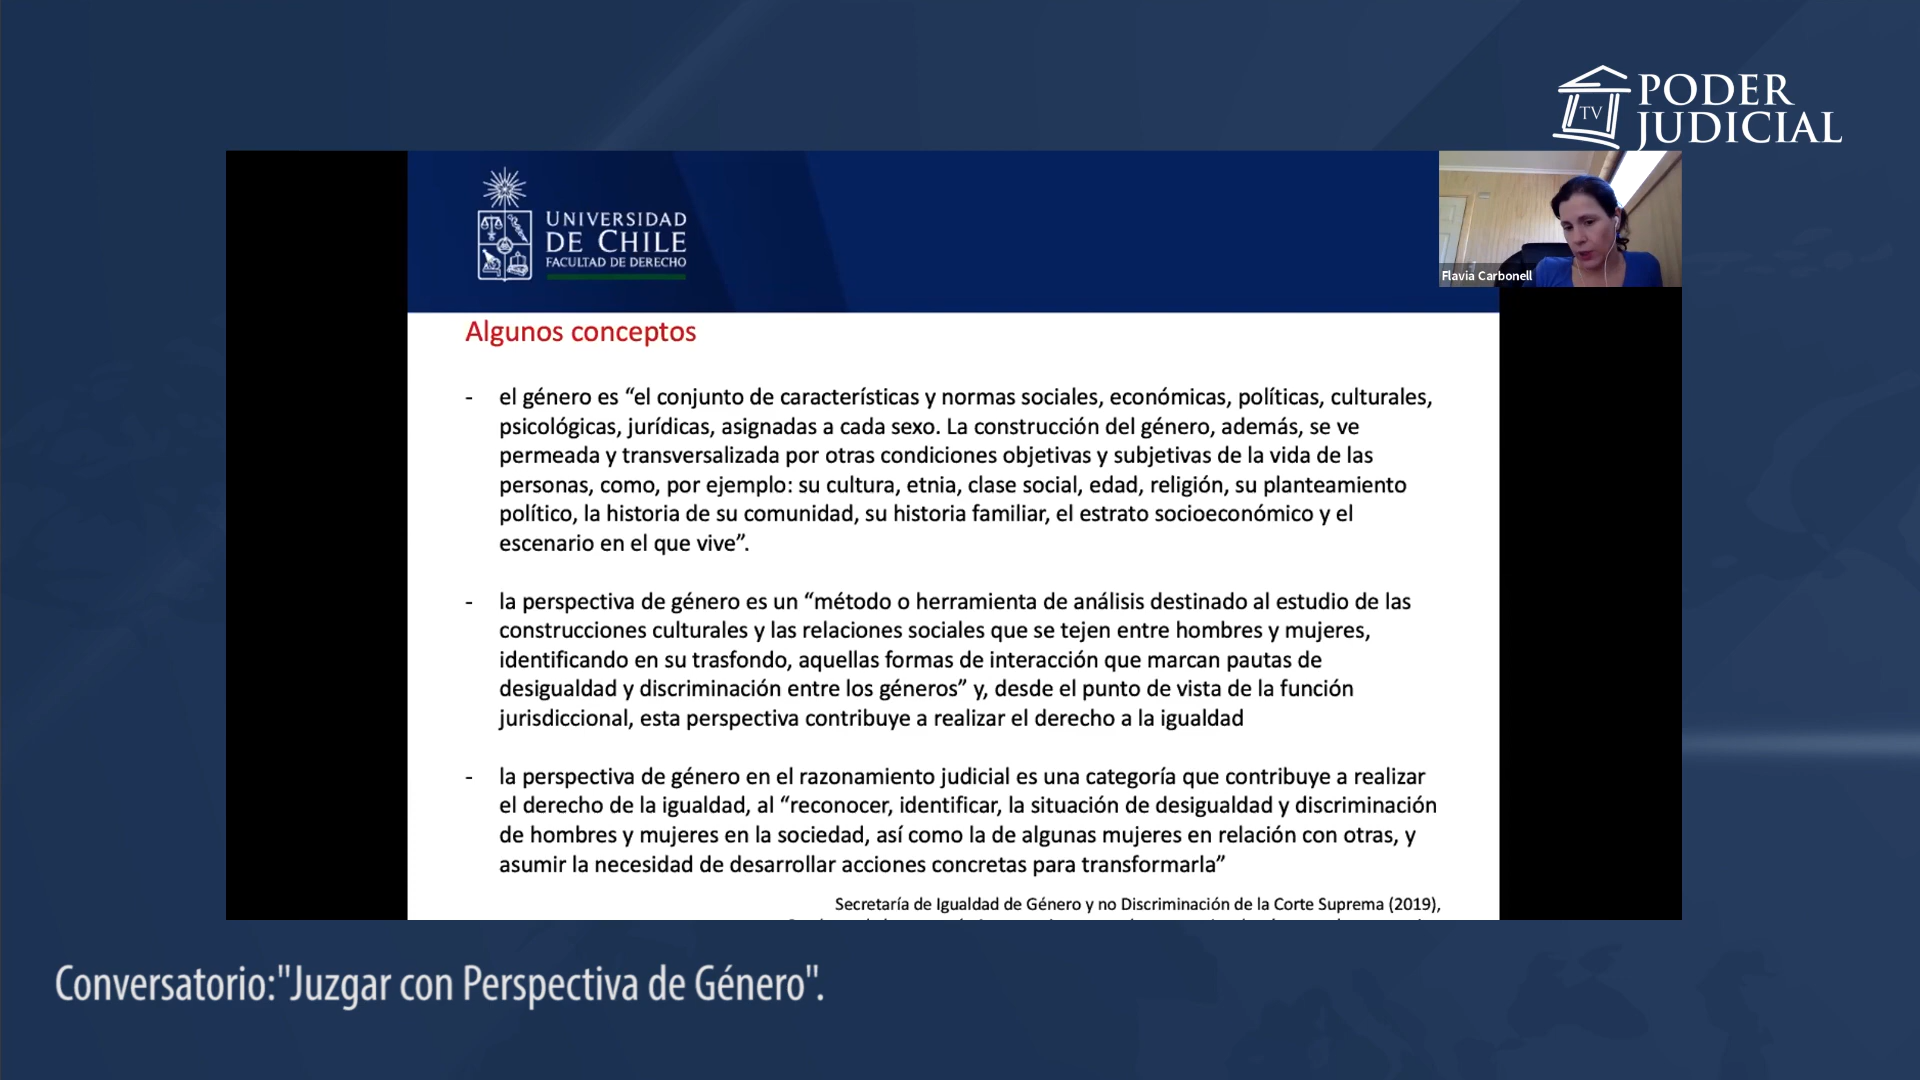 TV
PODER
JUDICIAL
UNIVERSIDAD
DE CHILE
FACULTAD DE DERECHO
Flavia Carbonell
Algunos conceptos
- el género es “el conjunto de características y normas sociales, económicas, políticas, culturales,
psicológicas, jurídicas, asignadas a cada sexo. La construcción del género, además, se ve
permeada y transversalizada por otras condiciones objetivas y subjetivas de la vida de las
personas, como, por ejemplo: su cultura, etnia, clase social, edad, religión, su planteamiento
político, la historia de su comunidad, su historia familiar, el estrato socioeconómico y el
escenario en el que vive”.
- la perspectiva de género es un “método o herramienta de análisis destinado al estudio de las
construcciones culturales y las relaciones sociales que se tejen entre hombres y mujeres,
identificando en su trasfondo, aquellas formas de interacción que marcan pautas de
desigualdad y discriminación entre los géneros” y, desde el punto de vista de la función
jurisdiccional, esta perspectiva contribuye a realizar el derecho a la igualdad
- la perspectiva de género en el razonamiento judicial es una categoría que contribuye a realizar
el derecho de la igualdad, al “reconocer, identificar, la situación de desigualdad y discriminación
de hombres y mujeres en la sociedad, así como la de algunas mujeres en relación con otras, y
asumir la necesidad de desarrollar acciones concretas para transformarla”
Secretaría de Igualdad de Género y no Discriminación de la Corte Suprema (2019),
Conversatorio:"Juzgar con Perspectiva de Género".